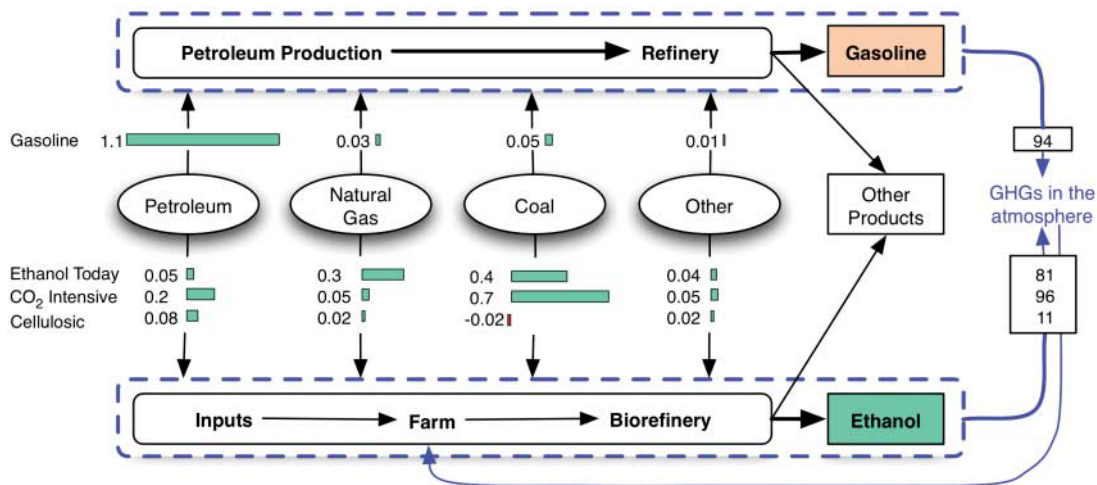 Petroleum Production Refinery Gasoline
Gasoline 1.1 0.03 0.05 0.01 94
Petroleum Natural Gas Coal Other Other Products GHGs in the atmosphere
Ethanol Today 0.05 0.3 0.4 0.04 81
CO2 Intensive 0.2 0.05 0.7 0.05 96
Cellulosic 0.08 0.02 -0.02 0.02 11
Inputs Farm Biorefinery Ethanol